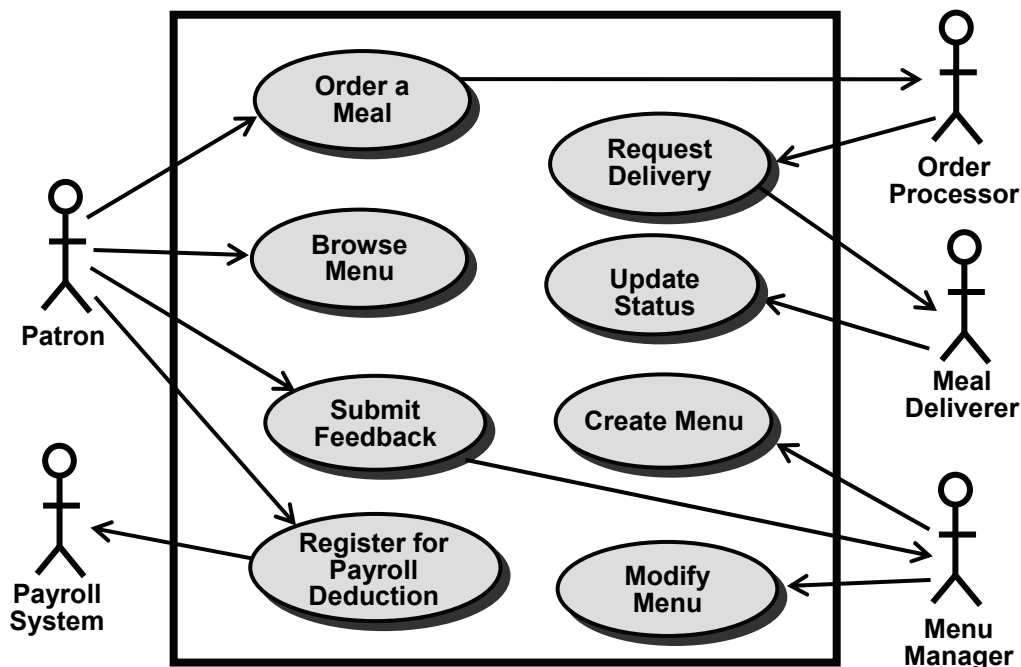 Order a
Meal
Request
Delivery
Order
Processor
Browse
Menu
Update
Status
Patron
Meal
Deliverer
Submit
Feedback
Create Menu
Register for
Payroll
Deduction
Modify
Menu
Payroll
System
Menu
Manager